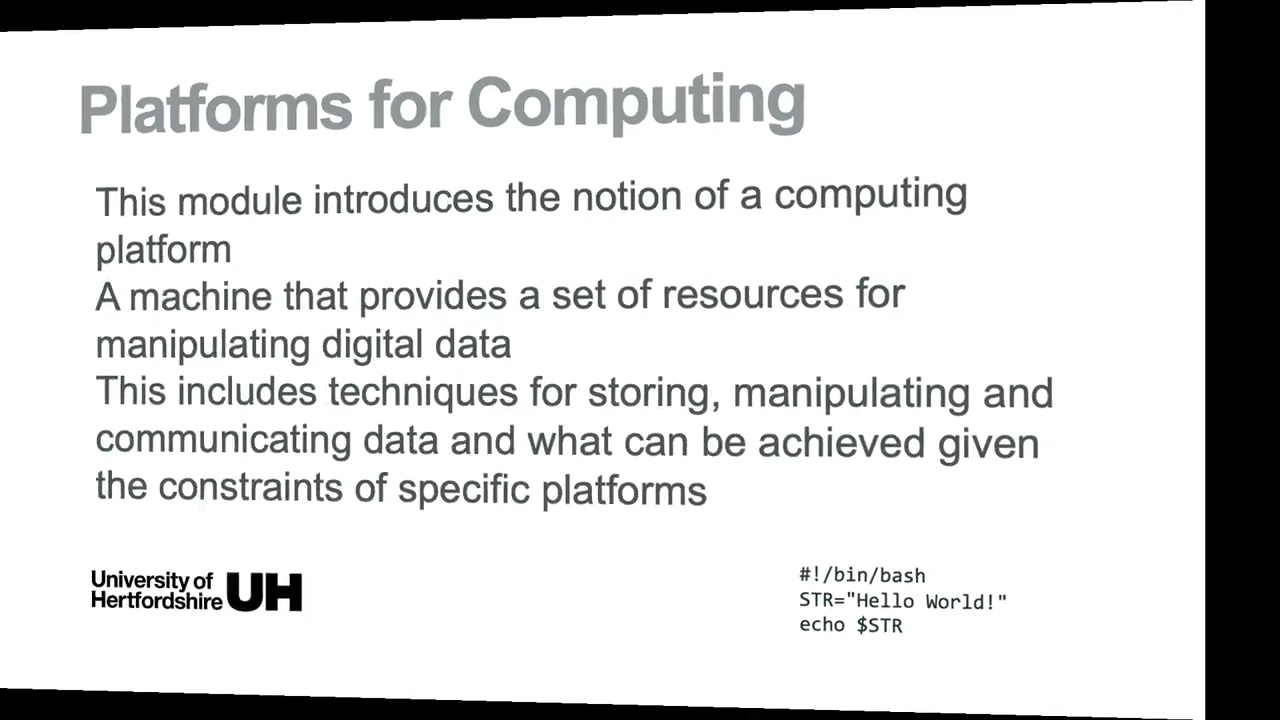 Platforms for Computing
This module introduces the notion of a computing
platform
A machine that provides a set of resources for
manipulating digital data
This includes techniques for storing, manipulating and
communicating data and what can be achieved given
the constraints of specific platforms
University of
Hertfordshire UH
#!/bin/bash
STR="Hello World!"
echo $STR